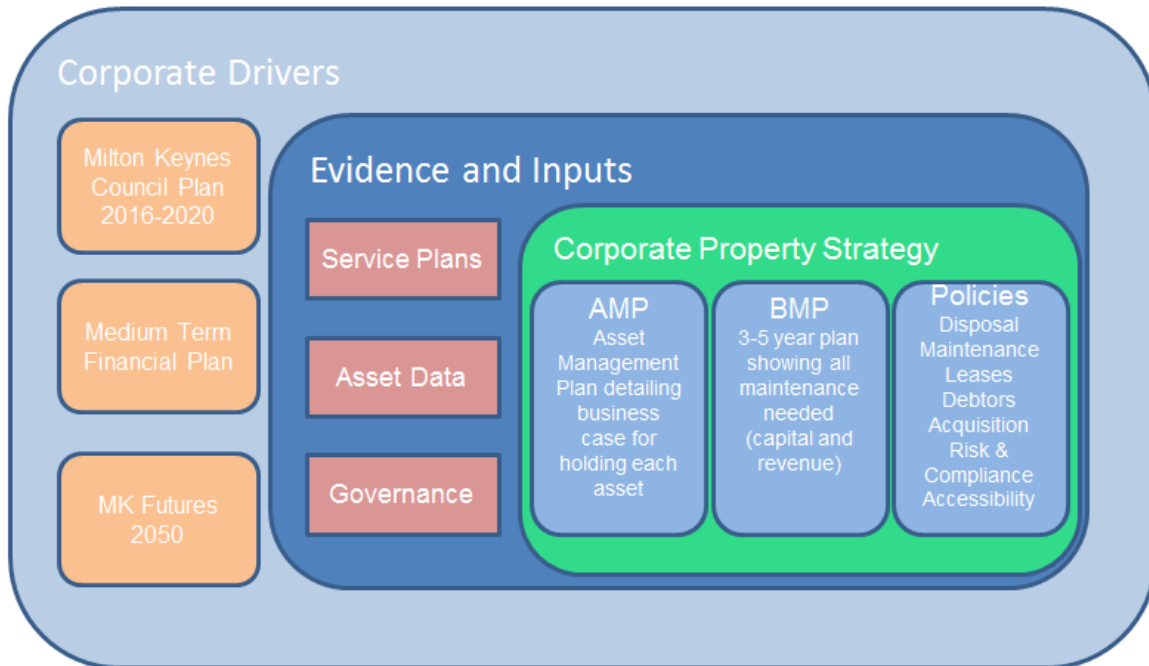 Corporate Drivers
Milton Keynes
Council Plan
2016-2020
Medium Term
Financial Plan
MK Futures
2050
Evidence and Inputs
Service Plans
Asset Data
Governance
Corporate Property Strategy
AMP
Asset
Management
Plan detailing
business
case for
holding each
asset
BMP
3-5 year plan
showing all
maintenance
needed
(capital and
revenue)
Policies
Disposal
Maintenance
Leases
Debtors
Acquisition
Risk &
Compliance
Accessibility